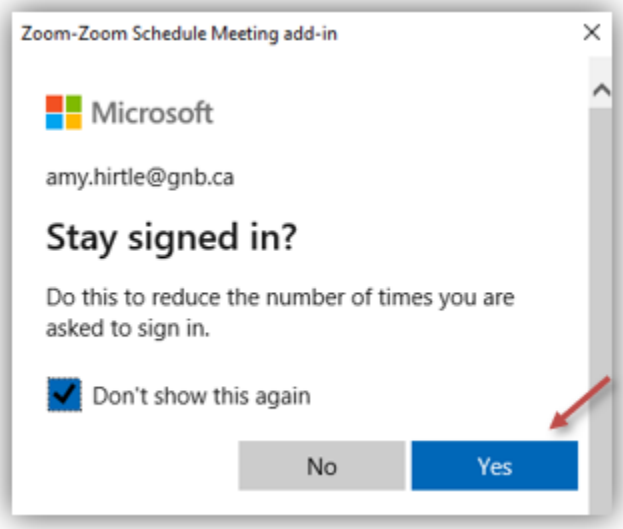 Zoom-Zoom Schedule Meeting add-in
Microsoft
amy.hirtle@gnb.ca
Stay signed in?
Do this to reduce the number of times you are
asked to sign in.
Don't show this again
No
Yes